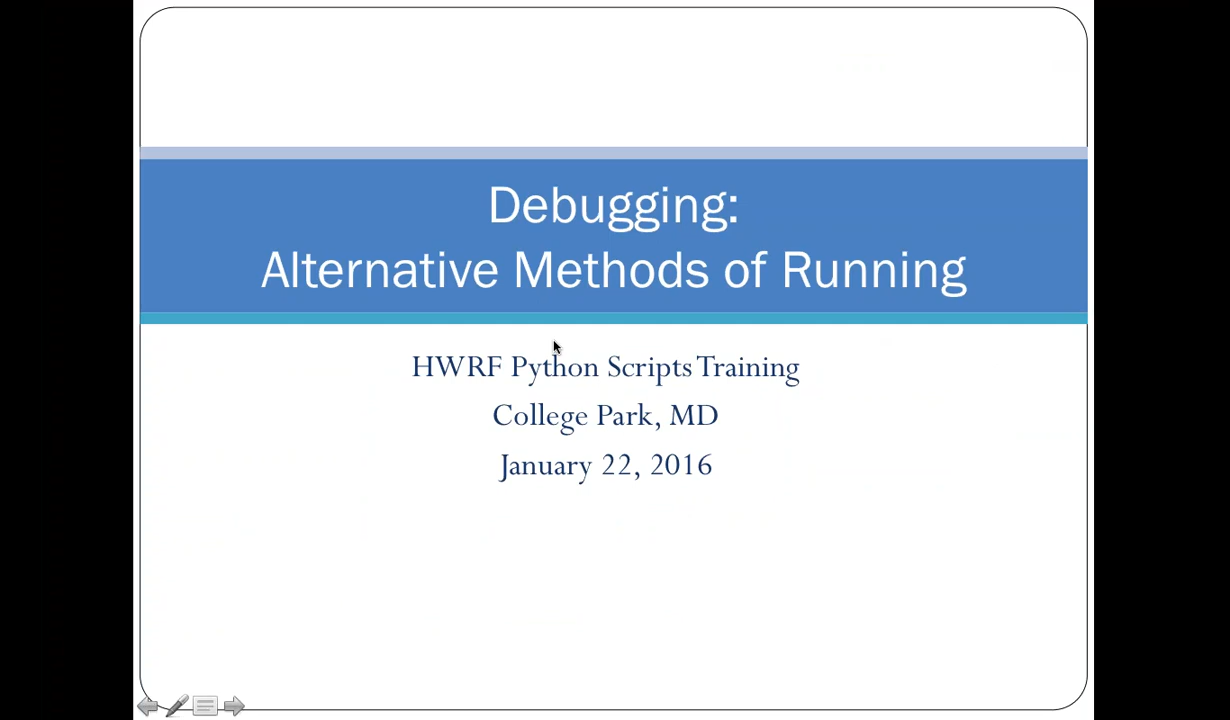 Debugging:
Alternative Methods of Running
HWRF Python Scripts Training
College Park, MD
January 22, 2016